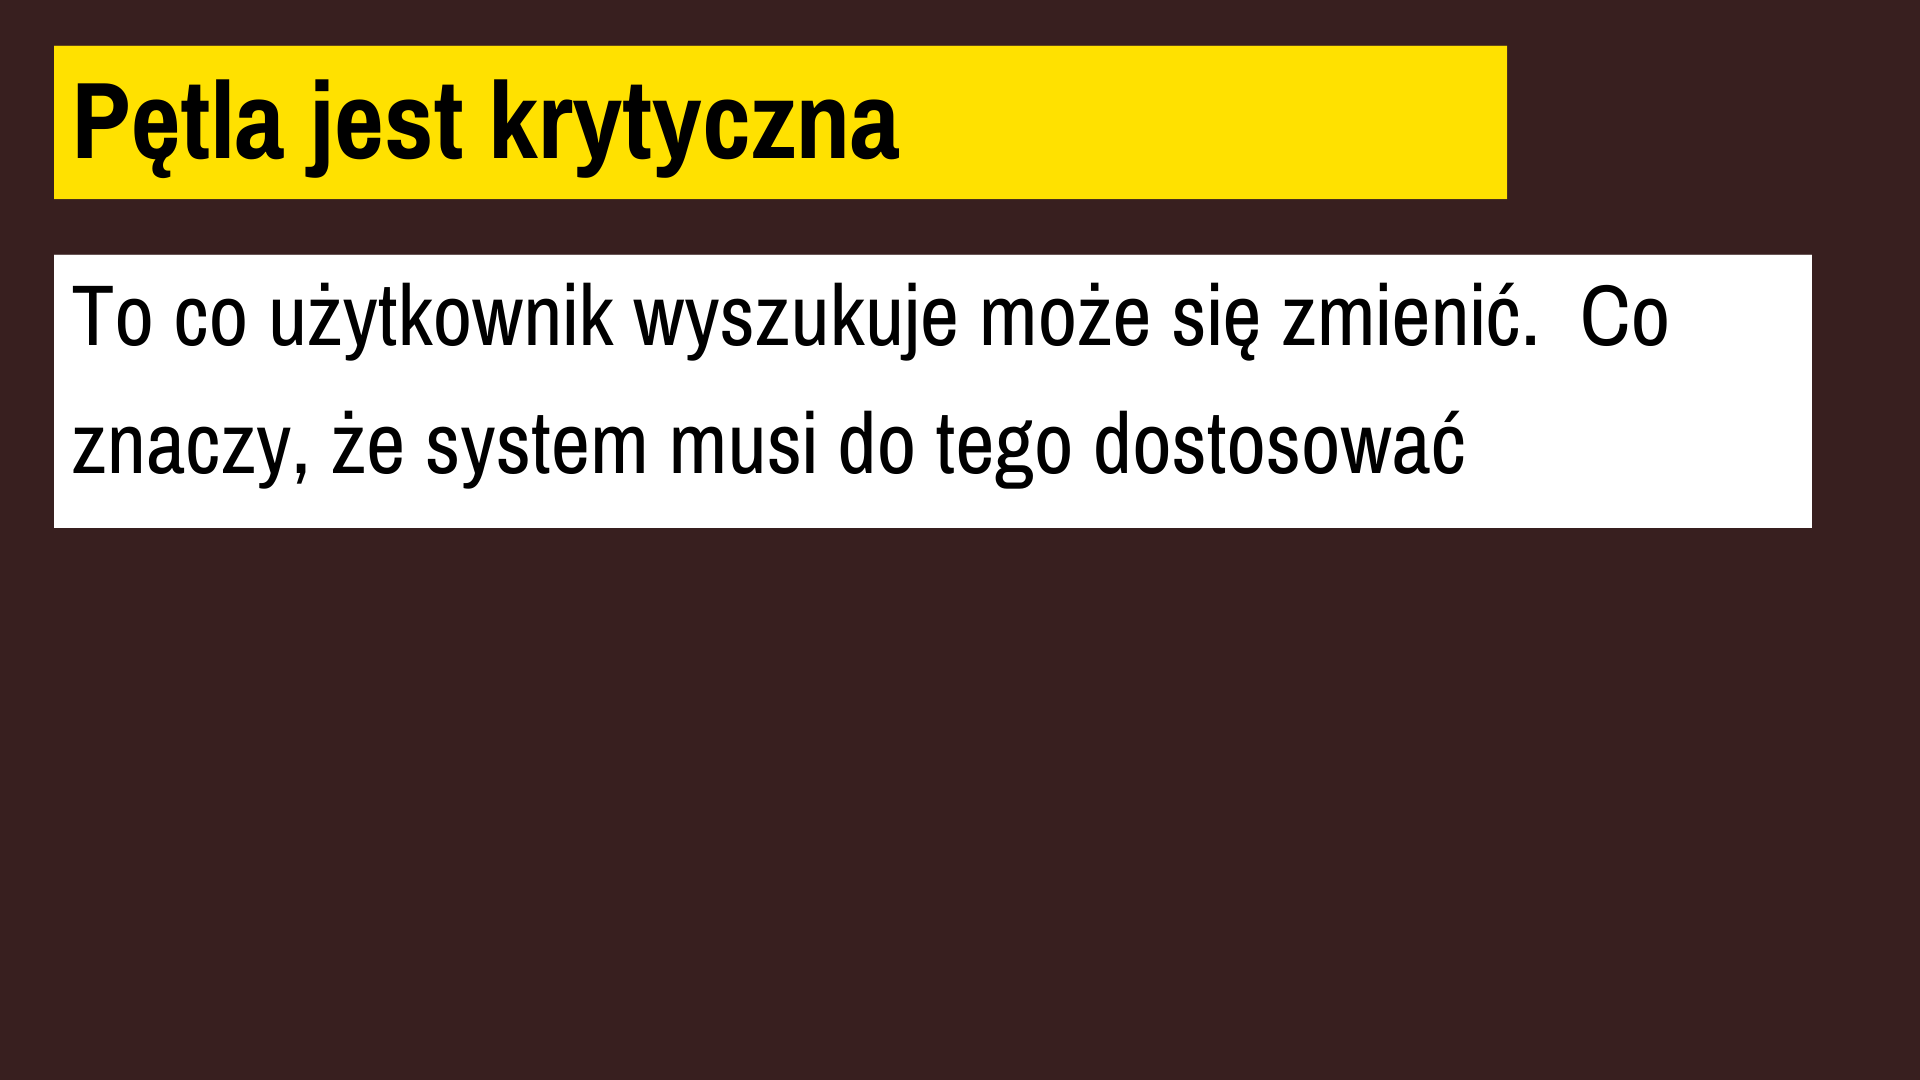 Pętla jest krytyczna
To co użytkownik wyszukuje może się zmienić.  Co
znaczy, że system musi do tego dostosować